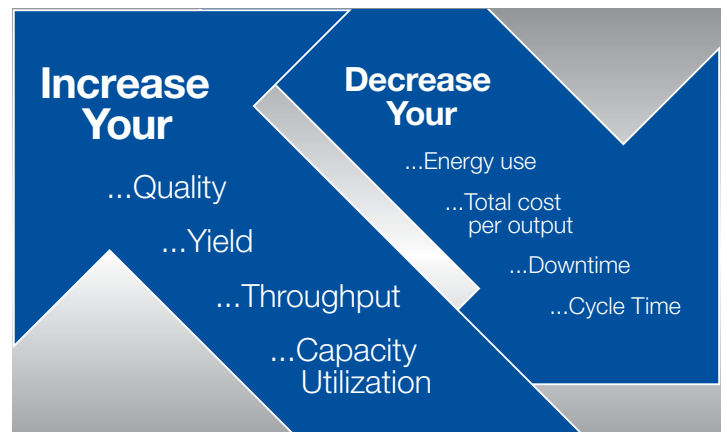 Increase
Your
...Quality
...Yield
...Throughput
...Capacity
Utilization
Decrease
Your
...Energy use
...Total cost
per output
...Downtime
...Cycle Time